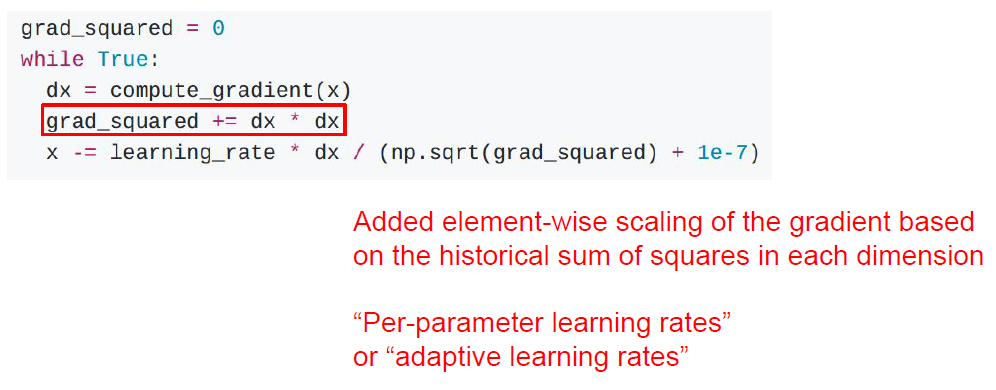 grad_squared = 0
while True:
  dx = compute_gradient(x)
  grad_squared += dx * dx
  x -= learning_rate * dx / (np.sqrt(grad_squared) + 1e-7)
Added element-wise scaling of the gradient based
on the historical sum of squares in each dimension
“Per-parameter learning rates”
or “adaptive learning rates”